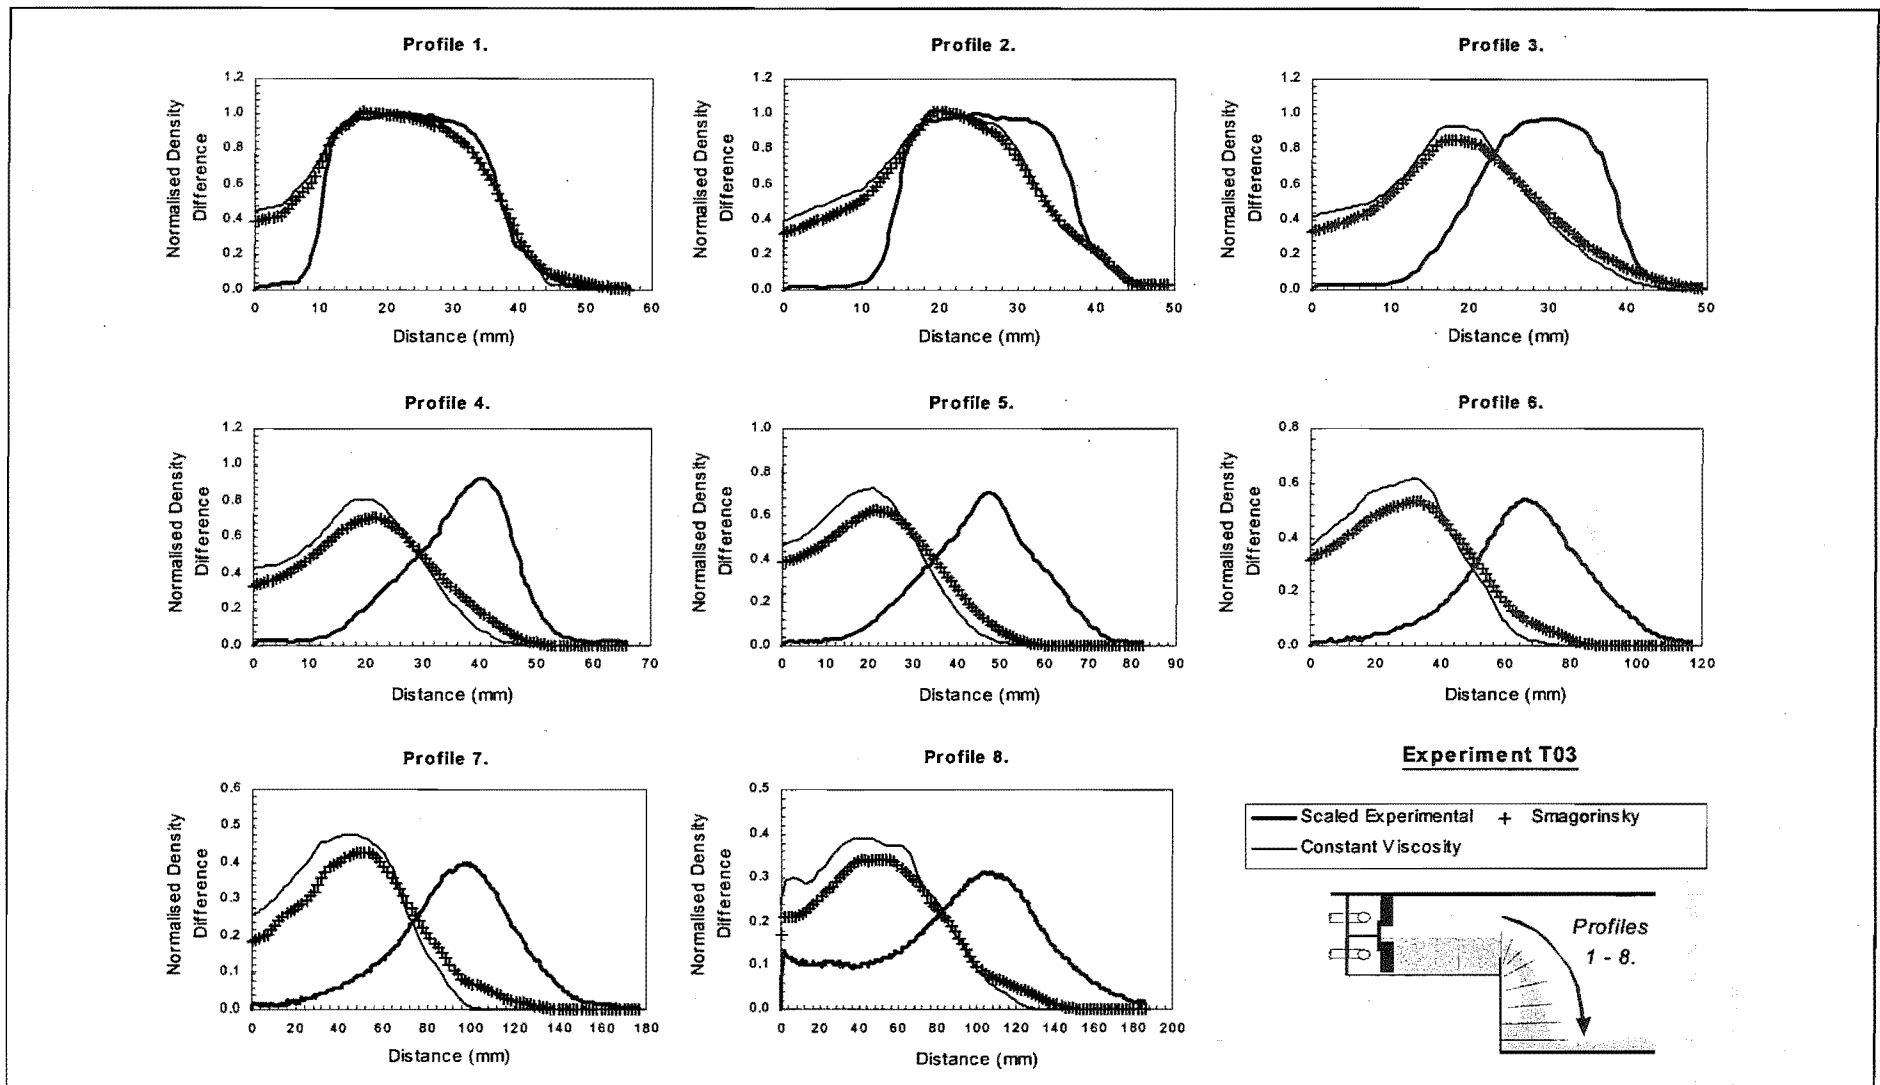 Profile 1.
Normalised Density
Difference
1.2
1.0
0.8
0.6
0.4
0.2
0.0
0 10 20 30 40 50 60
Distance (mm)
Profile 2.
Normalised Density
Difference
1.2
1.0
0.8
0.6
0.4
0.2
0.0
0 10 20 30 40 50
Distance (mm)
Profile 3.
Normalised Density
Difference
1.2
1.0
0.8
0.6
0.4
0.2
0.0
0 10 20 30 40 50
Distance (mm)
Profile 4.
Normalised Density
Difference
1.2
1.0
0.8
0.6
0.4
0.2
0.0
0 10 20 30 40 50 60 70
Distance (mm)
Profile 5.
Normalised Density
Difference
1.0
0.8
0.6
0.4
0.2
0.0
0 10 20 30 40 50 60 70 80 90
Distance (mm)
Profile 6.
Normalised Density
Difference
0.8
0.6
0.4
0.2
0.0
0 20 40 60 80 100 120
Distance (mm)
Profile 7.
Normalised Density
Difference
0.6
0.5
0.4
0.3
0.2
0.1
0.0
0 20 40 60 80 100 120 140 160 180
Distance (mm)
Profile 8.
Normalised Density
Difference
0.5
0.4
0.3
0.2
0.1
0.0
0 20 40 60 80 100 120 140 160 180 200
Distance (mm)
Experiment T03
Scaled Experimental + Smagorinsky
Constant Viscosity
Profiles
1 - 8.